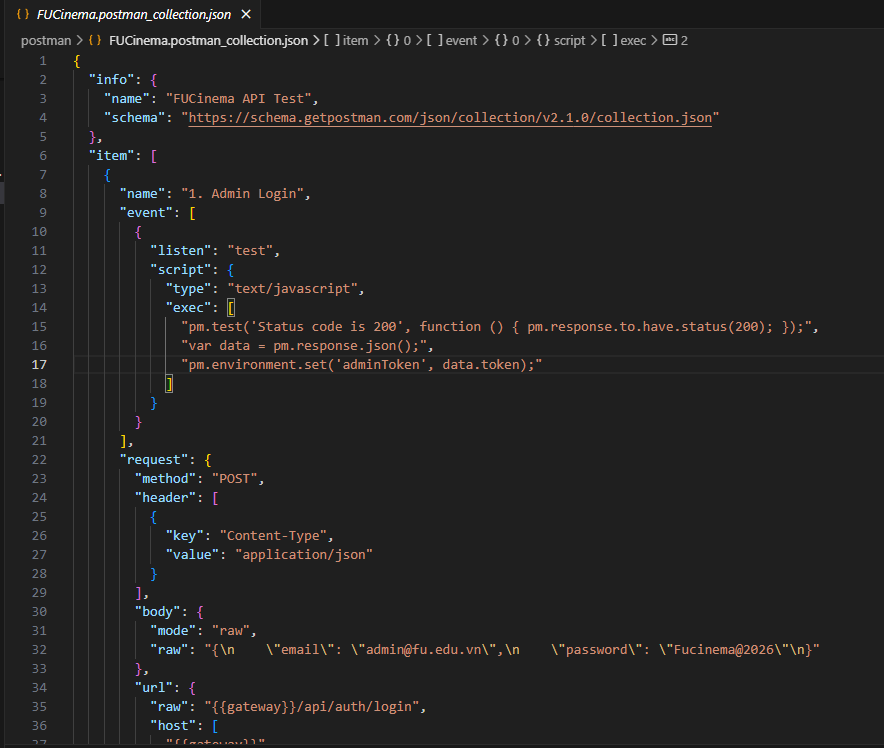 { } FUCinema.postman_collection.json ×
postman > { } FUCinema.postman_collection.json > [ ] item > { } 0 > [ ] event > { } 0 > { } script > [ ] exec > abc 2
1 {
2 "info": {
3 "name": "FUCinema API Test",
4 "schema": "https://schema.getpostman.com/json/collection/v2.1.0/collection.json"
5 },
6 "item": [
7 {
8 "name": "1. Admin Login",
9 "event": [
10 {
11 "listen": "test",
12 "script": {
13 "type": "text/javascript",
14 "exec": [
15 "pm.test('Status code is 200', function () { pm.response.to.have.status(200); });",
16 "var data = pm.response.json();",
17 "pm.environment.set('adminToken', data.token);"
18 ]
19 }
20 }
21 ],
22 "request": {
23 "method": "POST",
24 "header": [
25 {
26 "key": "Content-Type",
27 "value": "application/json"
28 }
29 ],
30 "body": {
31 "mode": "raw",
32 "raw": "{\n    \"email\": \"admin@fu.edu.vn\",\n    \"password\": \"Fucinema@2026\"\n}"
33 },
34 "url": {
35 "raw": "{{gateway}}/api/auth/login",
36 "host": [
37 "{{gateway}}"